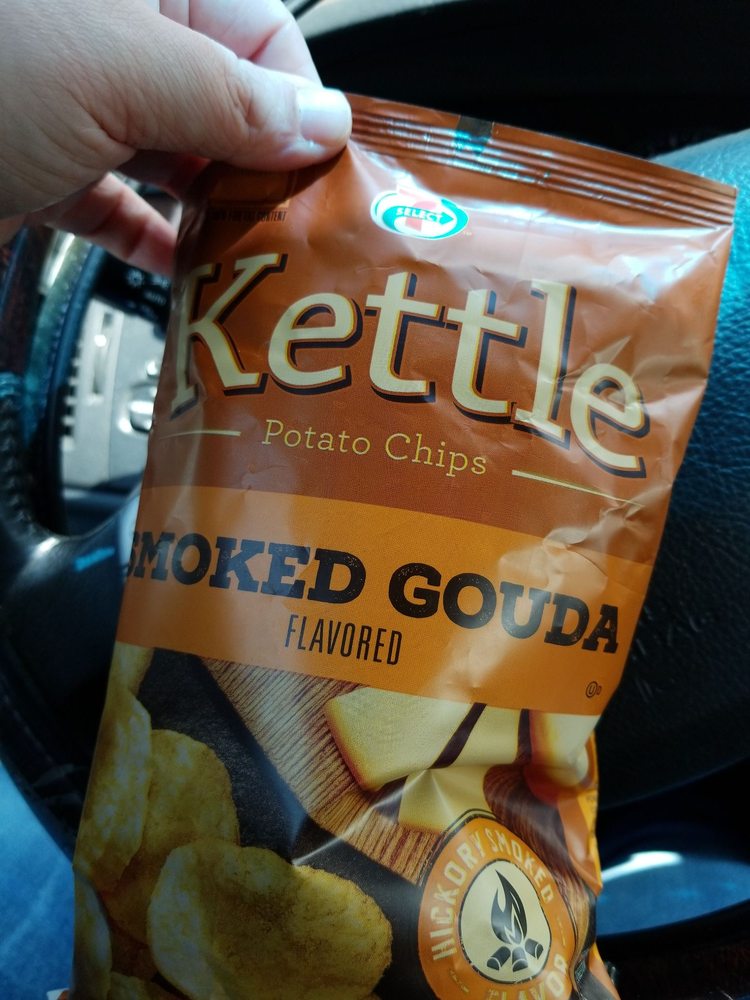 SELECT
Kettle
Potato Chips
SMOKED GOUDA
FLAVORED
HICKORY SMOKED
FLAVOR